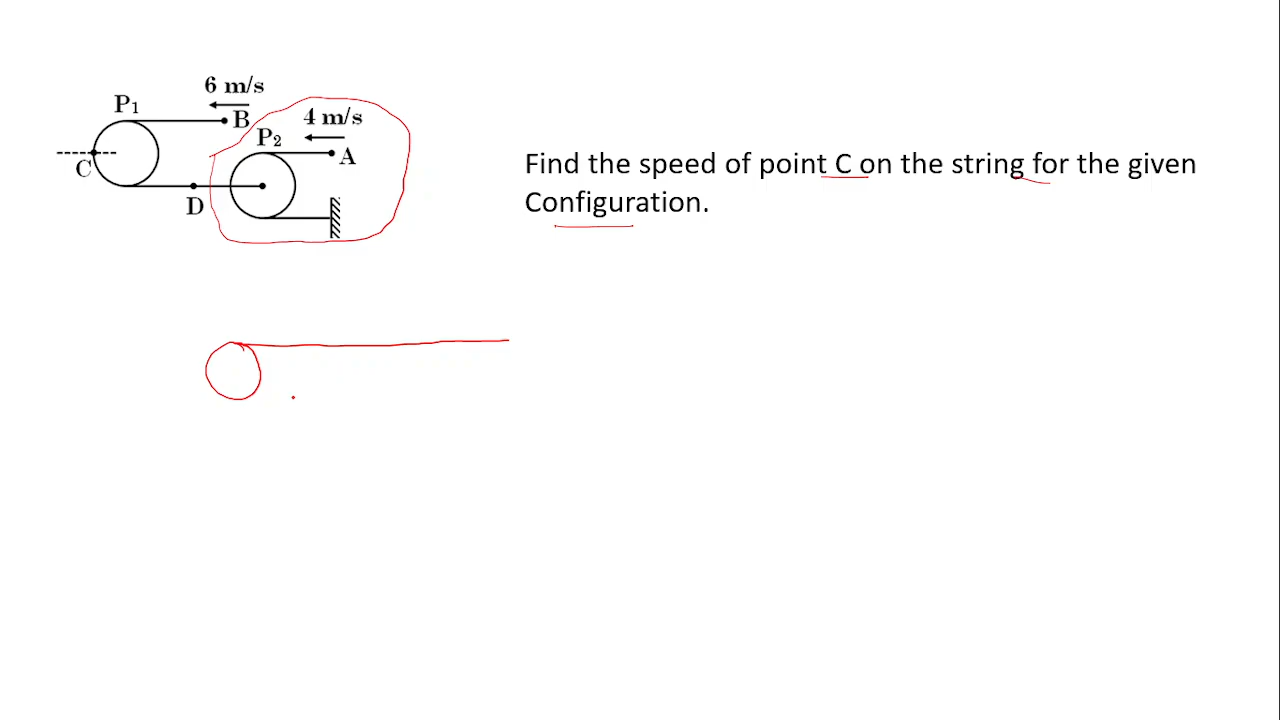 6 m/s
P1
B
4 m/s
P2
A
C
D
Find the speed of point C on the string for the given
Configuration.